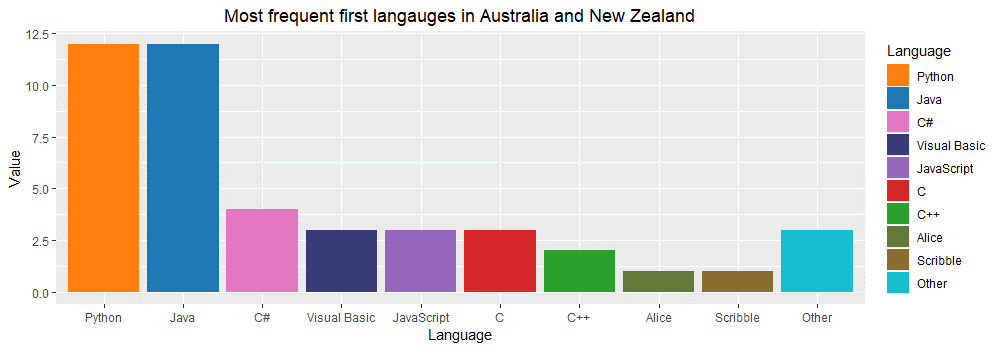 Most frequent first langauges in Australia and New Zealand
12.5
10.0
7.5
5.0
2.5
0.0
Value
Python Java C# Visual Basic JavaScript C C++ Alice Scribble Other
Language
Language
Python
Java
C#
Visual Basic
JavaScript
C
C++
Alice
Scribble
Other